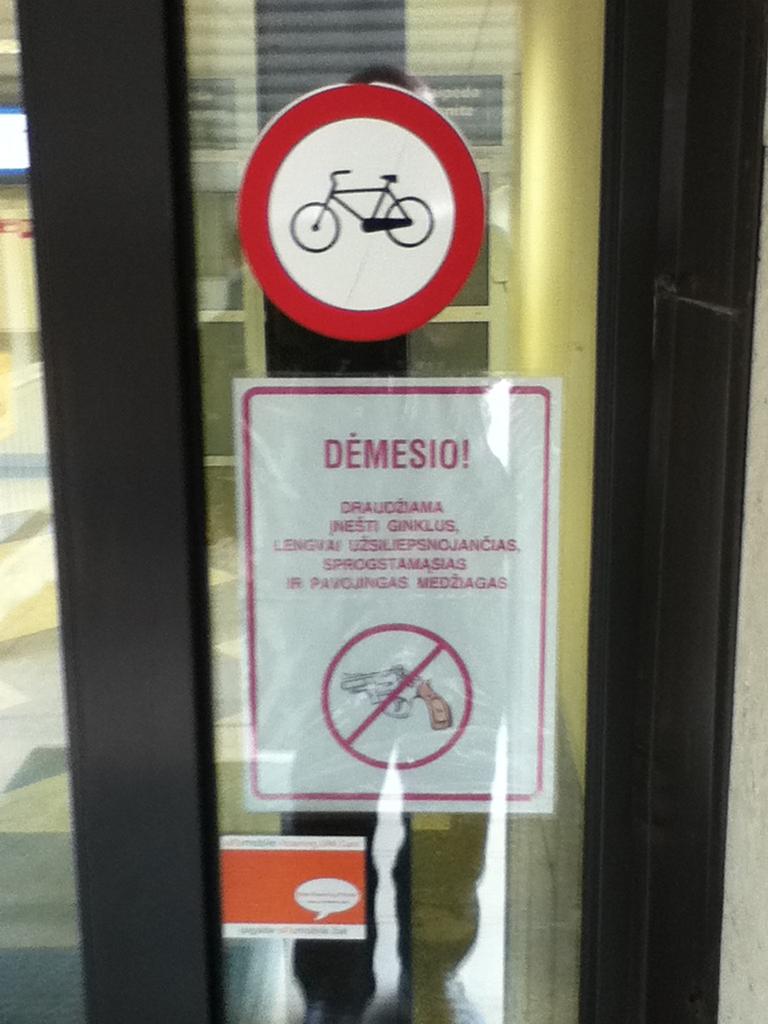 DĖMESIO!
DRAUDŽIAMA
ĮNEŠTI GINKLUS,
LENGVAI UŽSILIEPSNOJANČIAS,
SPROGSTAMĄSIAS
IR PAVOJINGAS MEDŽIAGAS